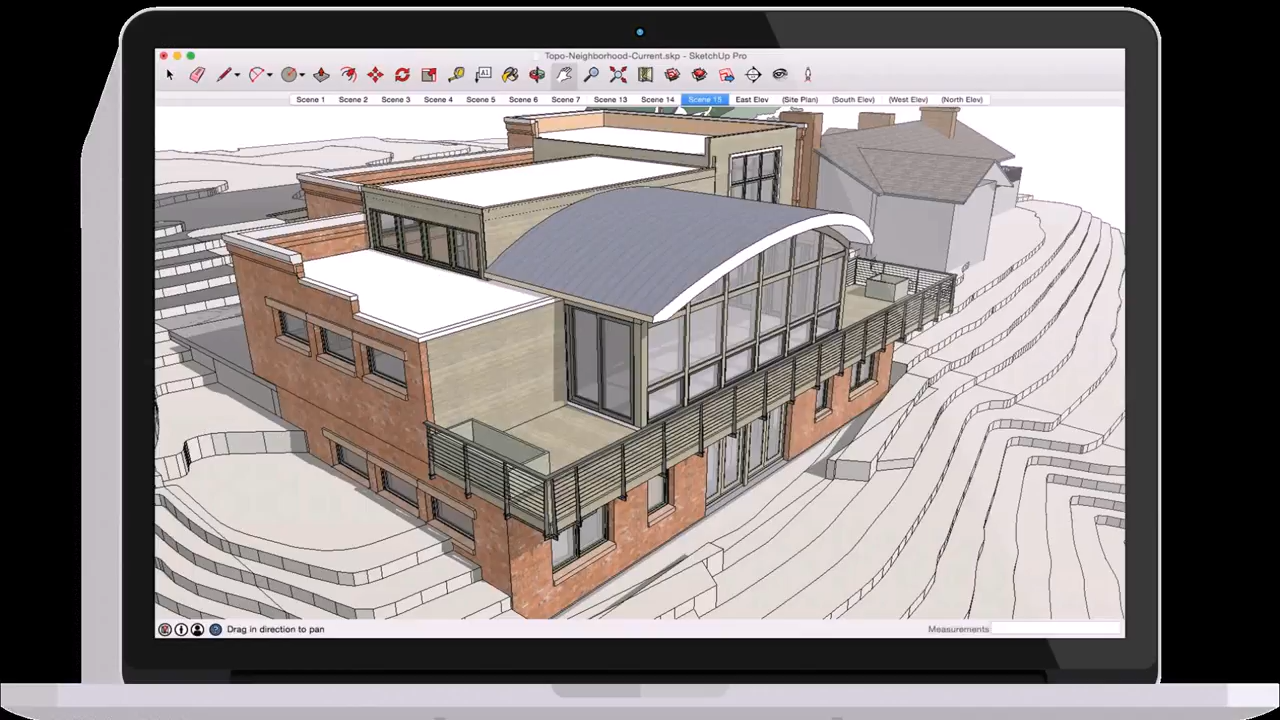 Topo-Neighborhood-Current.skp - SketchUp Pro
A1
Scene 1 Scene 2 Scene 3 Scene 4 Scene 5 Scene 6 Scene 7 Scene 13 Scene 14 Scene 15 East Elev (Site Plan) (South Elev) (West Elev) (North Elev)
Drag in direction to pan Measurements